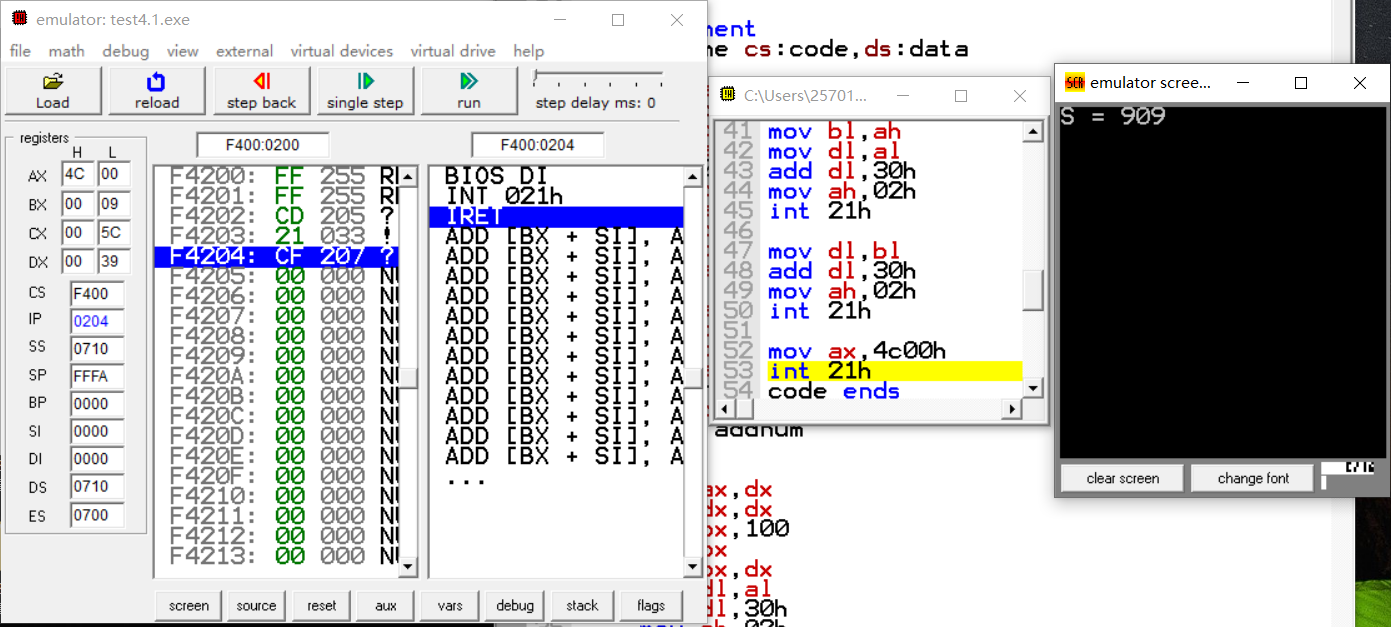 emulator: test4.1.exe
file math debug view external virtual devices virtual drive help
Load reload step back single step run step delay ms: 0
registers
H L
AX 4C 00
BX 00 09
CX 00 5C
DX 00 39
CS F400
IP 0204
SS 0710
SP FFFA
BP 0000
SI 0000
DI 0000
DS 0710
ES 0700
F400:0200
F4200: FF 255
F4201: FF 255
F4202: CD 205 ?
F4203: 21 033 !
F4204: CF 207 ?
F4205: 00 000
F4206: 00 000
F4207: 00 000
F4208: 00 000
F4209: 00 000
F420A: 00 000
F420B: 00 000
F420C: 00 000
F420D: 00 000
F420E: 00 000
F420F: 00 000
F4210: 00 000
F4211: 00 000
F4212: 00 000
F4213: 00 000
F400:0204
BIOS DI
INT 021h
IRET
ADD [BX + SI], A
ADD [BX + SI], A
ADD [BX + SI], A
ADD [BX + SI], A
ADD [BX + SI], A
ADD [BX + SI], A
ADD [BX + SI], A
ADD [BX + SI], A
ADD [BX + SI], A
ADD [BX + SI], A
ADD [BX + SI], A
ADD [BX + SI], A
...
screen source reset aux vars debug stack flags
cs:code,ds:data
C:\Users\25701...
41 mov bl,ah
42 mov dl,al
43 add dl,30h
44 mov ah,02h
45 int 21h
46
47 mov dl,bl
48 add dl,30h
49 mov ah,02h
50 int 21h
51
52 mov ax,4c00h
53 int 21h
54 code ends
addnum
ax,dx
dx,dx
,100
,dx
dl,al
dl,30h
emulator scree...
S = 909
clear screen change font